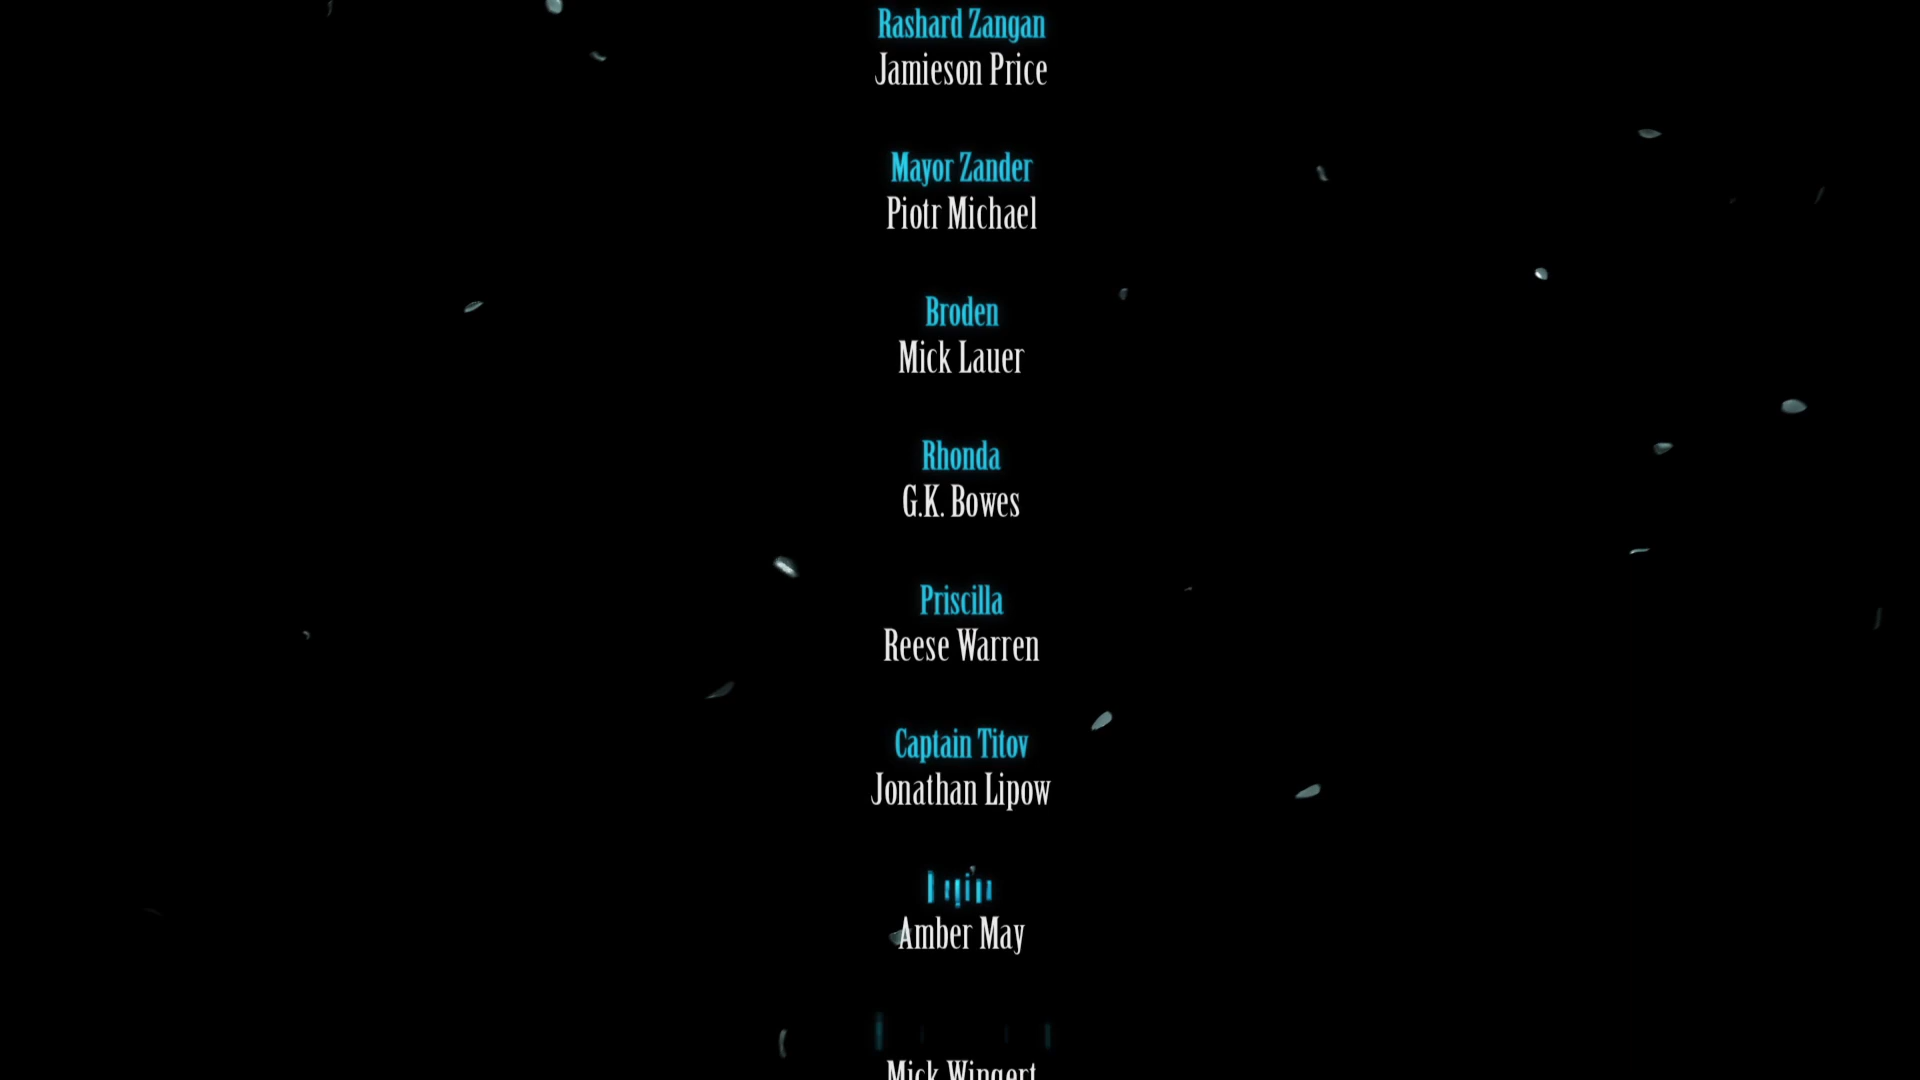 Rashard Zangan
Jamieson Price
Mayor Zander
Piotr Michael
Broden
Mick Lauer
Rhonda
G.K. Bowes
Priscilla
Reese Warren
Captain Titov
Jonathan Lipow
Amber May
Mick Wingert